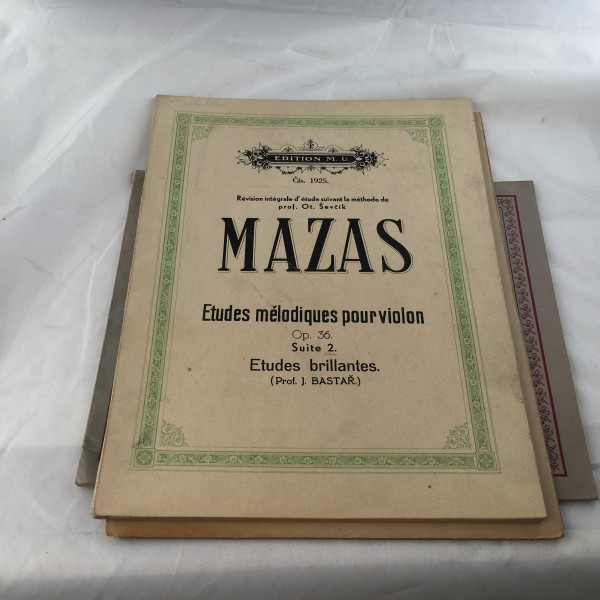 EDITION M. U.
Čís. 1925.
Révision intégrale d'étude suivant la méthode de
prof. Ot. Ševčík
MAZAS
Etudes mélodiques pour violon
Op. 36.
Suite 2.
Etudes brillantes.
(Prof. J. BASTAŘ.)